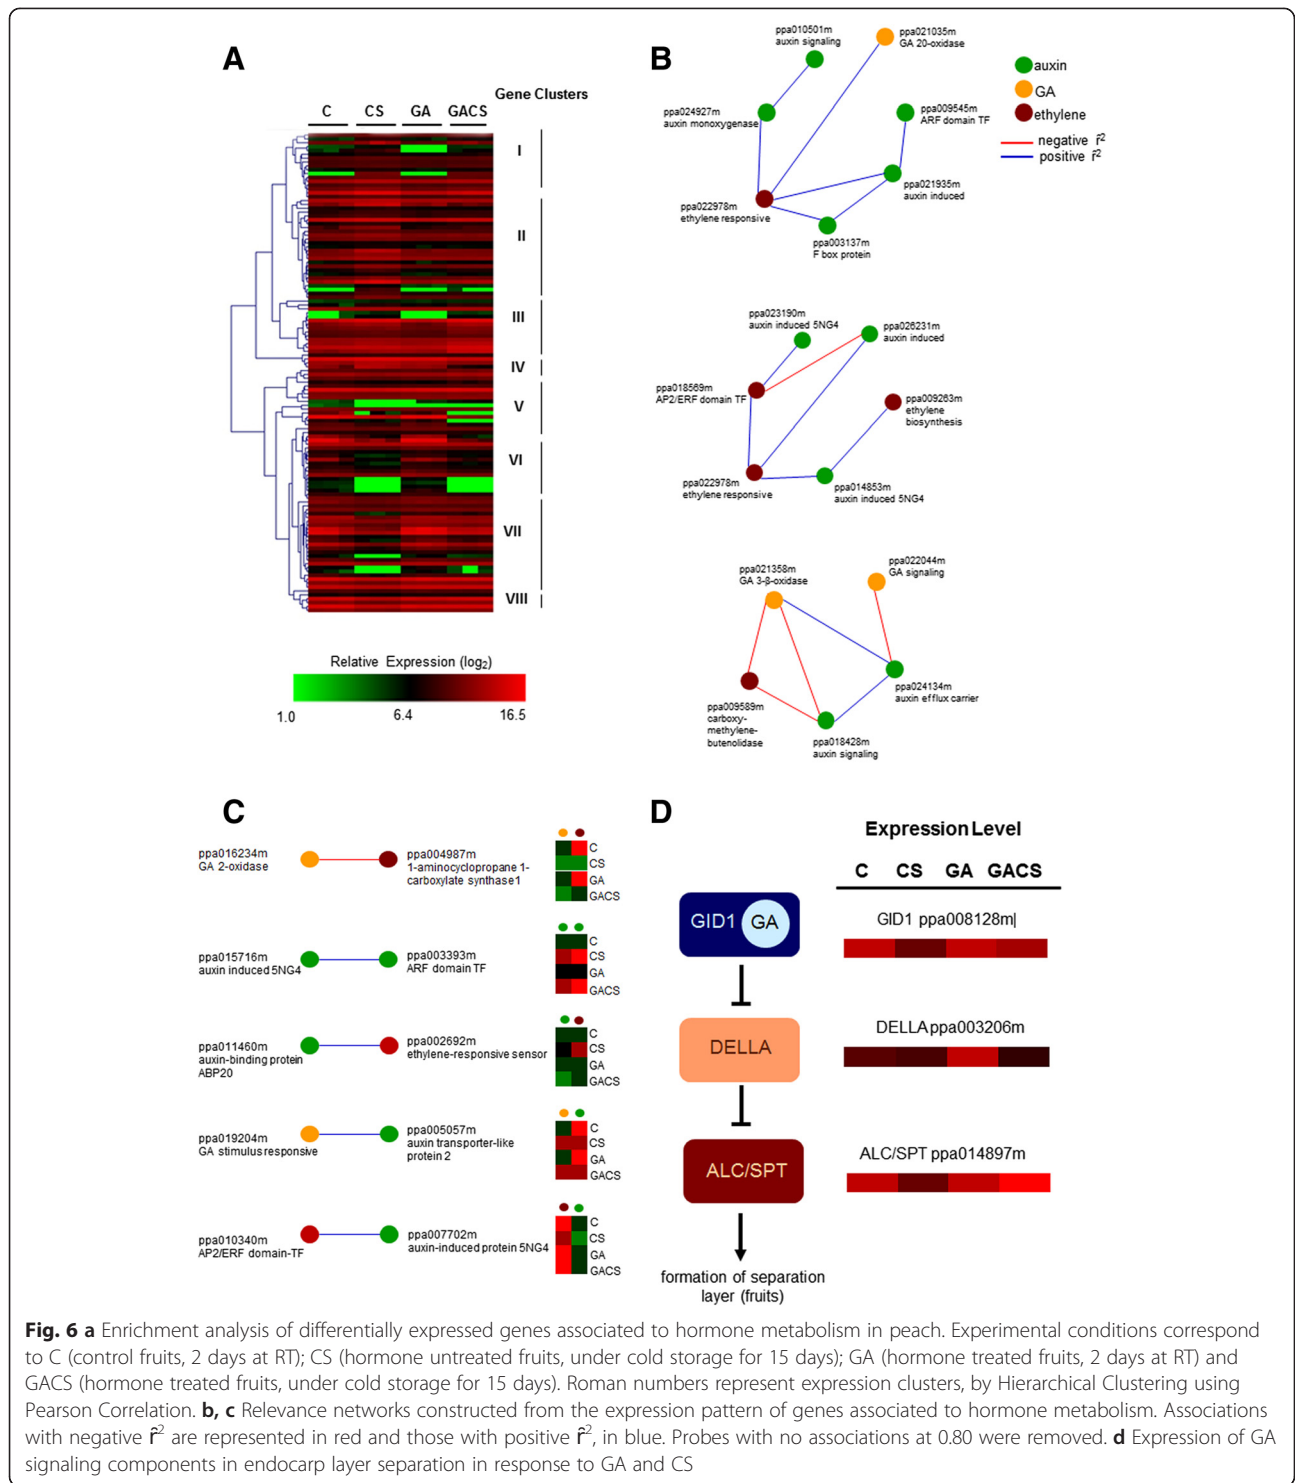 A
C CS GA GACS
Gene Clusters
I
II
III
IV
V
VI
VII
VIII
Relative Expression (log2)
1.0 6.4 16.5
B
ppa010501m
auxin signaling
ppa021035m
GA 20-oxidase
ppa024927m
auxin monoxygenase
ppa009545m
ARF domain TF
ppa021935m
auxin induced
ppa022978m
ethylene responsive
ppa003137m
F box protein
auxin
GA
ethylene
negative r̂²
positive r̂²
ppa023190m
auxin induced 5NG4
ppa026231m
auxin induced
ppa018569m
AP2/ERF domain TF
ppa009263m
ethylene
biosynthesis
ppa022978m
ethylene responsive
ppa014853m
auxin induced 5NG4
ppa021358m
GA 3-β-oxidase
ppa022044m
GA signaling
ppa024134m
auxin efflux carrier
ppa009589m
carboxy-
methylene-
butenolidase
ppa018428m
auxin signaling
C
ppa016234m
GA 2-oxidase
ppa004987m
1-aminocyclopropane 1-
carboxylate synthase1
C
CS
GA
GACS
ppa015716m
auxin induced 5NG4
ppa003393m
ARF domain TF
C
CS
GA
GACS
ppa011460m
auxin-binding protein
ABP20
ppa002692m
ethylene-responsive sensor
C
CS
GA
GACS
ppa019204m
GA stimulus responsive
ppa005057m
auxin transporter-like
protein 2
C
CS
GA
GACS
ppa010340m
AP2/ERF domain-TF
ppa007702m
auxin-induced protein 5NG4
C
CS
GA
GACS
D
Expression Level
C CS GA GACS
GID1 GA
GID1 ppa008128m|
DELLA
DELLA ppa003206m
ALC/SPT
ALC/SPT ppa014897m
formation of separation
layer (fruits)
Fig. 6 a Enrichment analysis of differentially expressed genes associated to hormone metabolism in peach. Experimental conditions correspond
to C (control fruits, 2 days at RT); CS (hormone untreated fruits, under cold storage for 15 days); GA (hormone treated fruits, 2 days at RT) and
GACS (hormone treated fruits, under cold storage for 15 days). Roman numbers represent expression clusters, by Hierarchical Clustering using
Pearson Correlation. b, c Relevance networks constructed from the expression pattern of genes associated to hormone metabolism. Associations
with negative r̂² are represented in red and those with positive r̂², in blue. Probes with no associations at 0.80 were removed. d Expression of GA
signaling components in endocarp layer separation in response to GA and CS